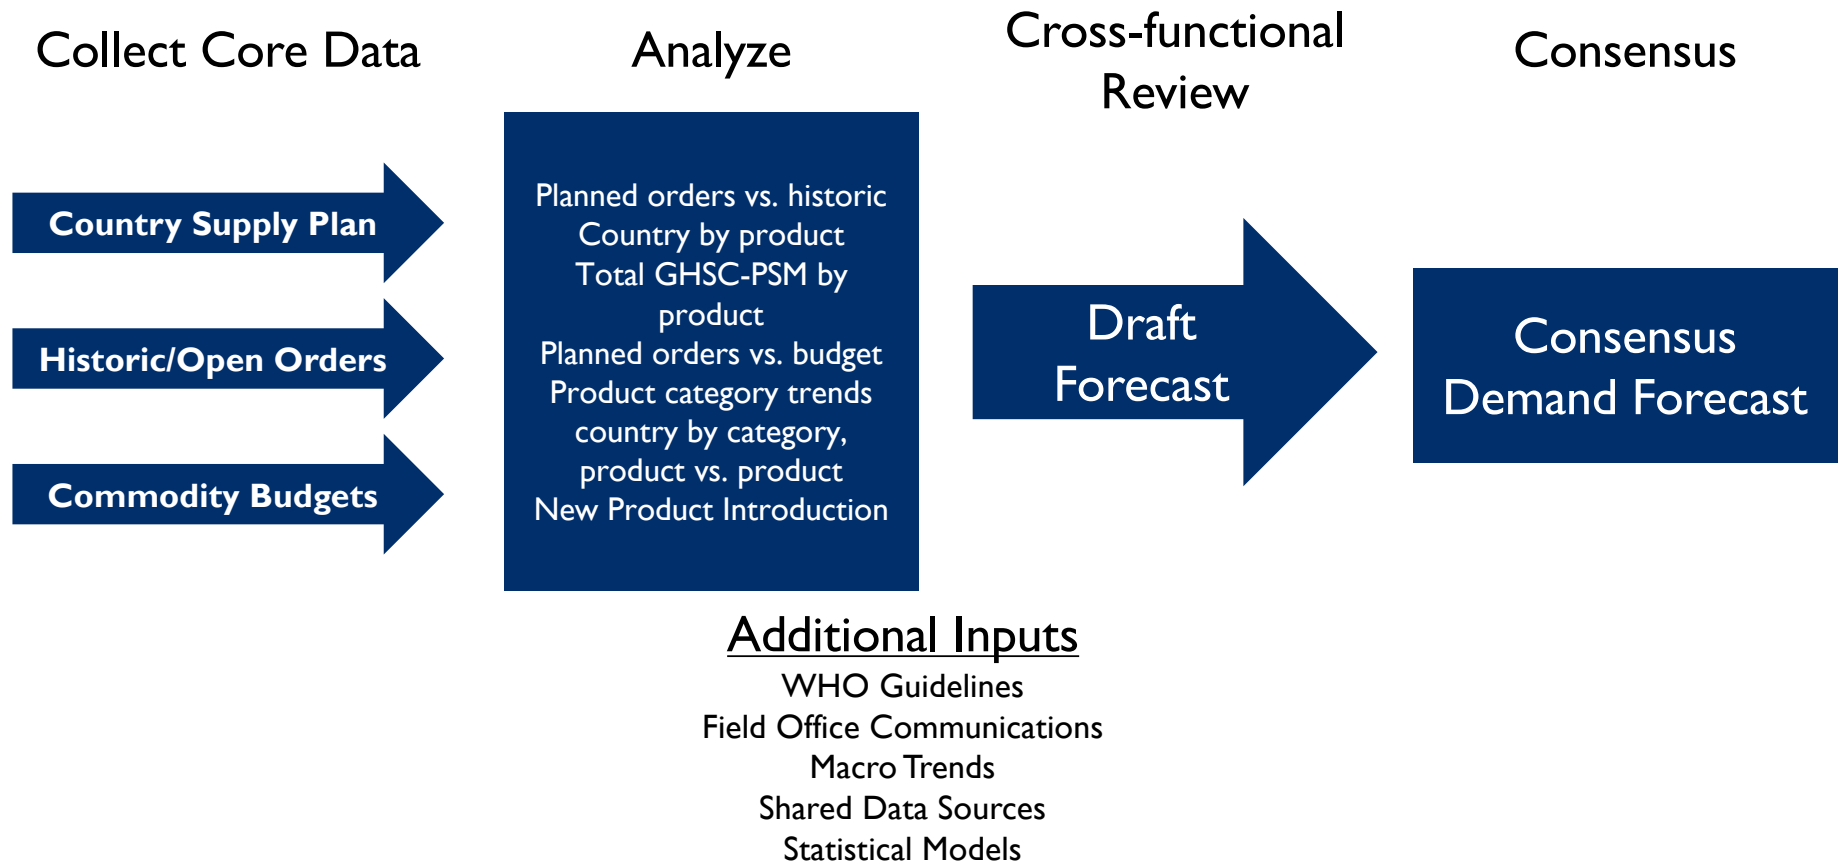 Collect Core Data
Analyze
Cross-functional
Review
Consensus
Country Supply Plan
Historic/Open Orders
Commodity Budgets
Planned orders vs. historic
Country by product
Total GHSC-PSM by
product
Planned orders vs. budget
Product category trends
country by category,
product vs. product
New Product Introduction
Draft
Forecast
Consensus
Demand Forecast
Additional Inputs
WHO Guidelines
Field Office Communications
Macro Trends
Shared Data Sources
Statistical Models